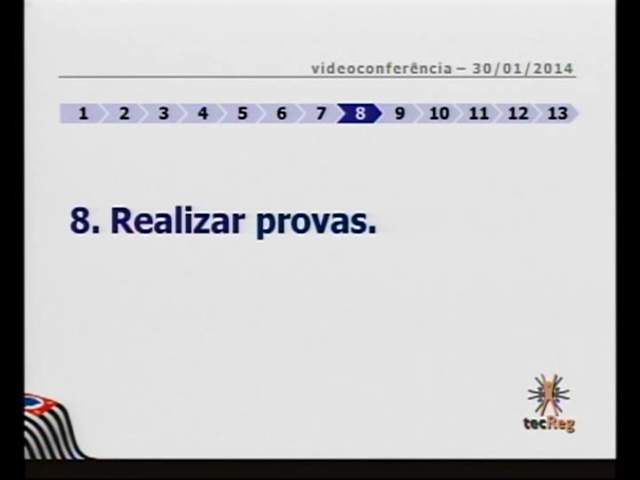 videoconferência – 30/01/2014
1 2 3 4 5 6 7 8 9 10 11 12 13
8. Realizar provas.
tecReg